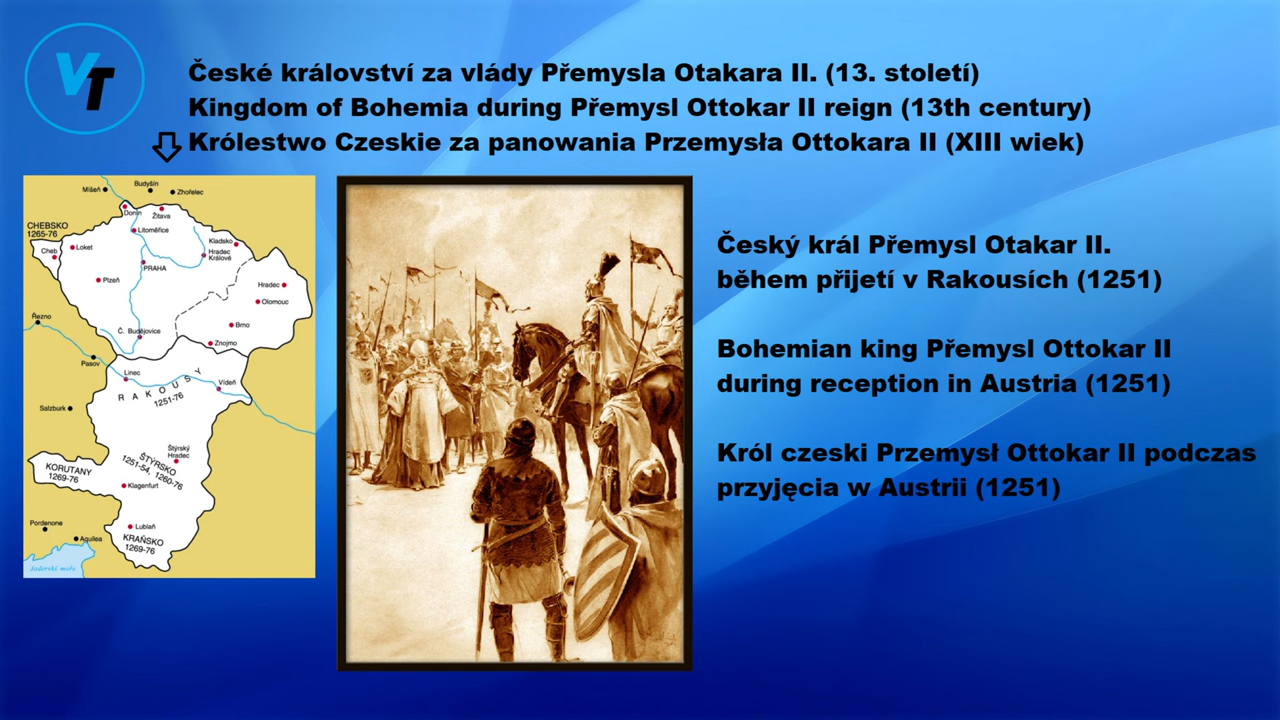 VT
České království za vlády Přemysla Otakara II. (13. století)
Kingdom of Bohemia during Přemysl Ottokar II reign (13th century)
Królestwo Czeskie za panowania Przemysła Ottokara II (XIII wiek)
Míšeň
Budyšín
Zhořelec
Donín
Žitava
CHEBSKO
1265-76
Litoměřice
Cheb
Loket
Kladsko
Hradec
Králové
PRAHA
Plzeň
Hradec
Olomouc
Řezno
Č. Budějovice
Brno
Znojmo
Pasov
Linec
Vídeň
RAKOUSY
1251-76
Salzburk
Štýrský
Hradec
ŠTÝRSKO
1251-54, 1260-76
KORUTANY
1269-76
Klagenfurt
Pordenone
Lublaň
Aquilea
KRAŇSKO
1269-76
Jaderské moře
Český král Přemysl Otakar II.
během přijetí v Rakousích (1251)
Bohemian king Přemysl Ottokar II
during reception in Austria (1251)
Król czeski Przemysł Ottokar II podczas
przyjęcia w Austrii (1251)